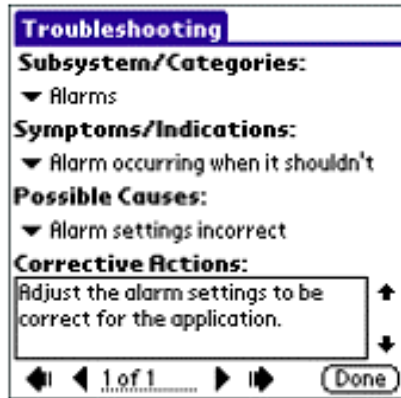 Troubleshooting
Subsystem/Categories:
Alarms
Symptoms/Indications:
Alarm occurring when it shouldn't
Possible Causes:
Alarm settings incorrect
Corrective Actions:
Adjust the alarm settings to be
correct for the application.
1 of 1
Done